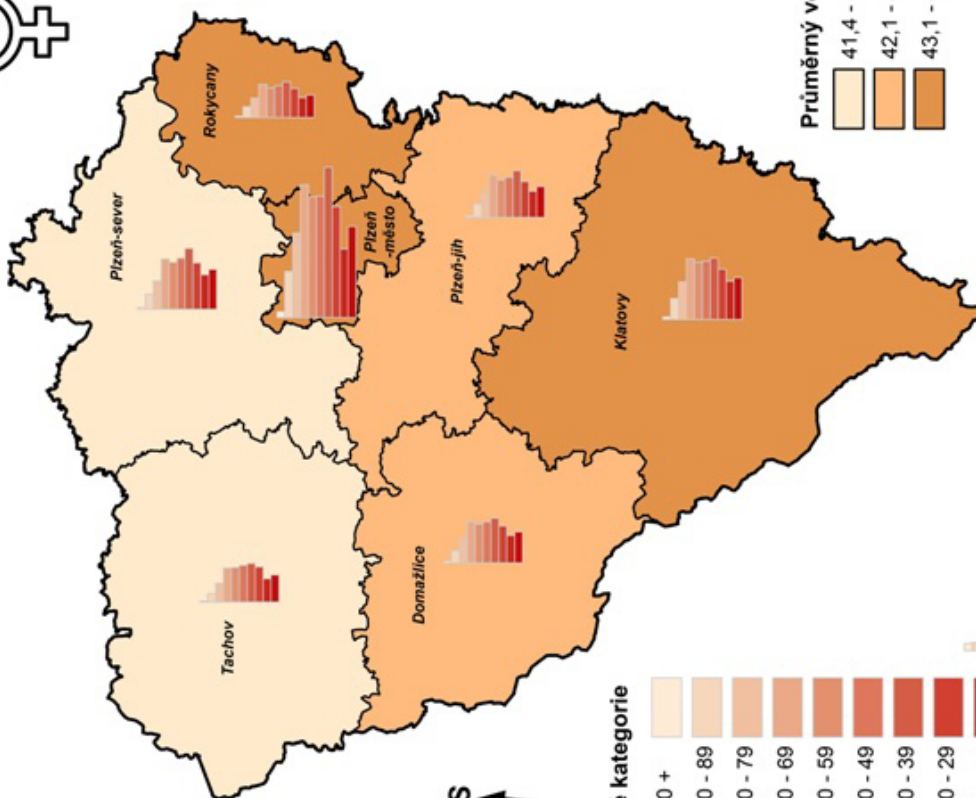 Tachov
Plzeň-sever
Rokycany
Plzeň
-město
Domažlice
Plzeň-jih
Klatovy
S
kategorie
0 +
0 - 89
0 - 79
0 - 69
0 - 59
0 - 49
0 - 39
0 - 29
Průměrný
41,4 -
42,1 -
43,1 -